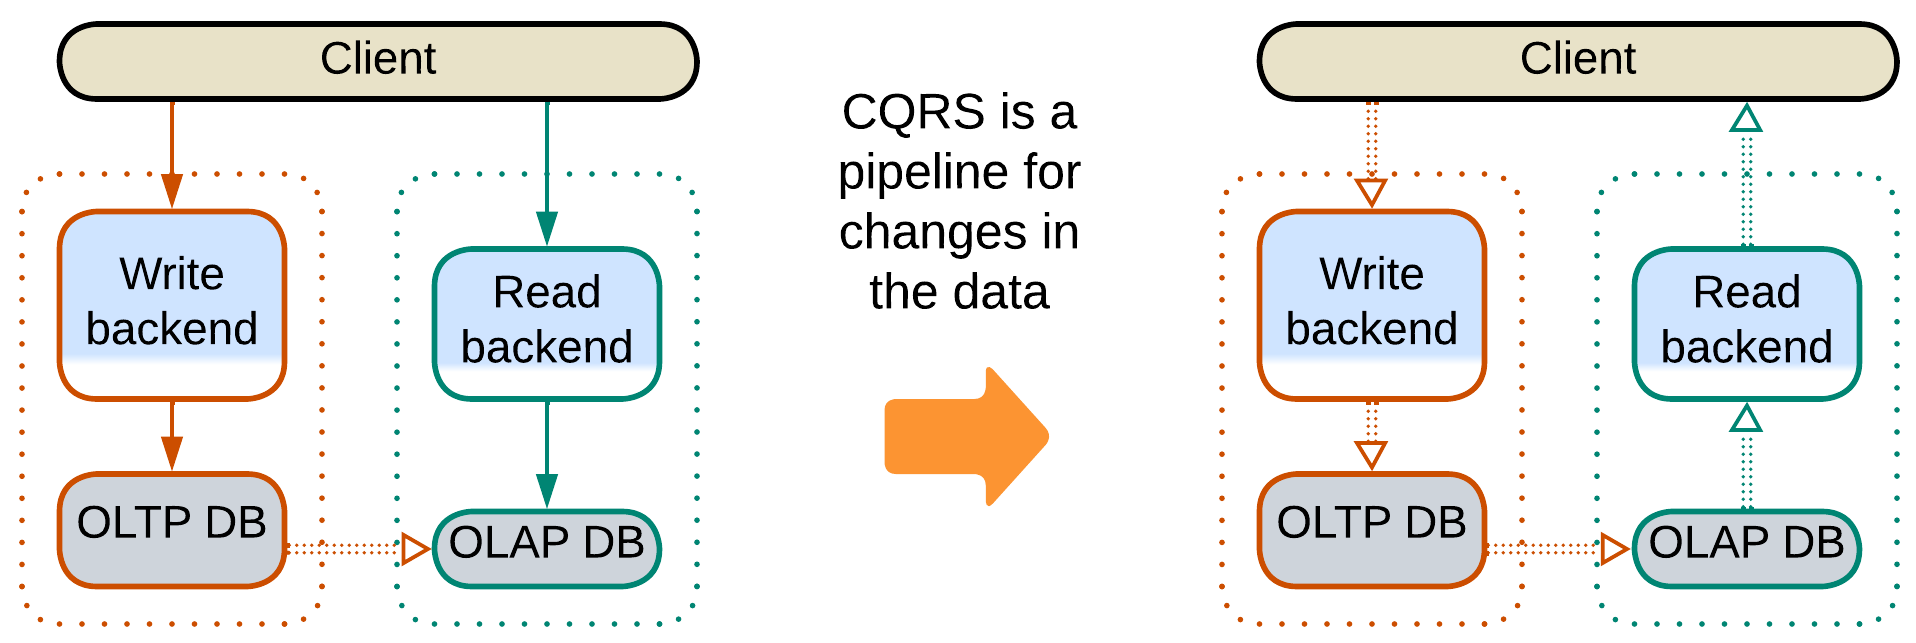 Client
Write
backend
OLTP DB
Read
backend
OLAP DB
CQRS is a
pipeline for
changes in
the data
Client
Write
backend
OLTP DB
Read
backend
OLAP DB